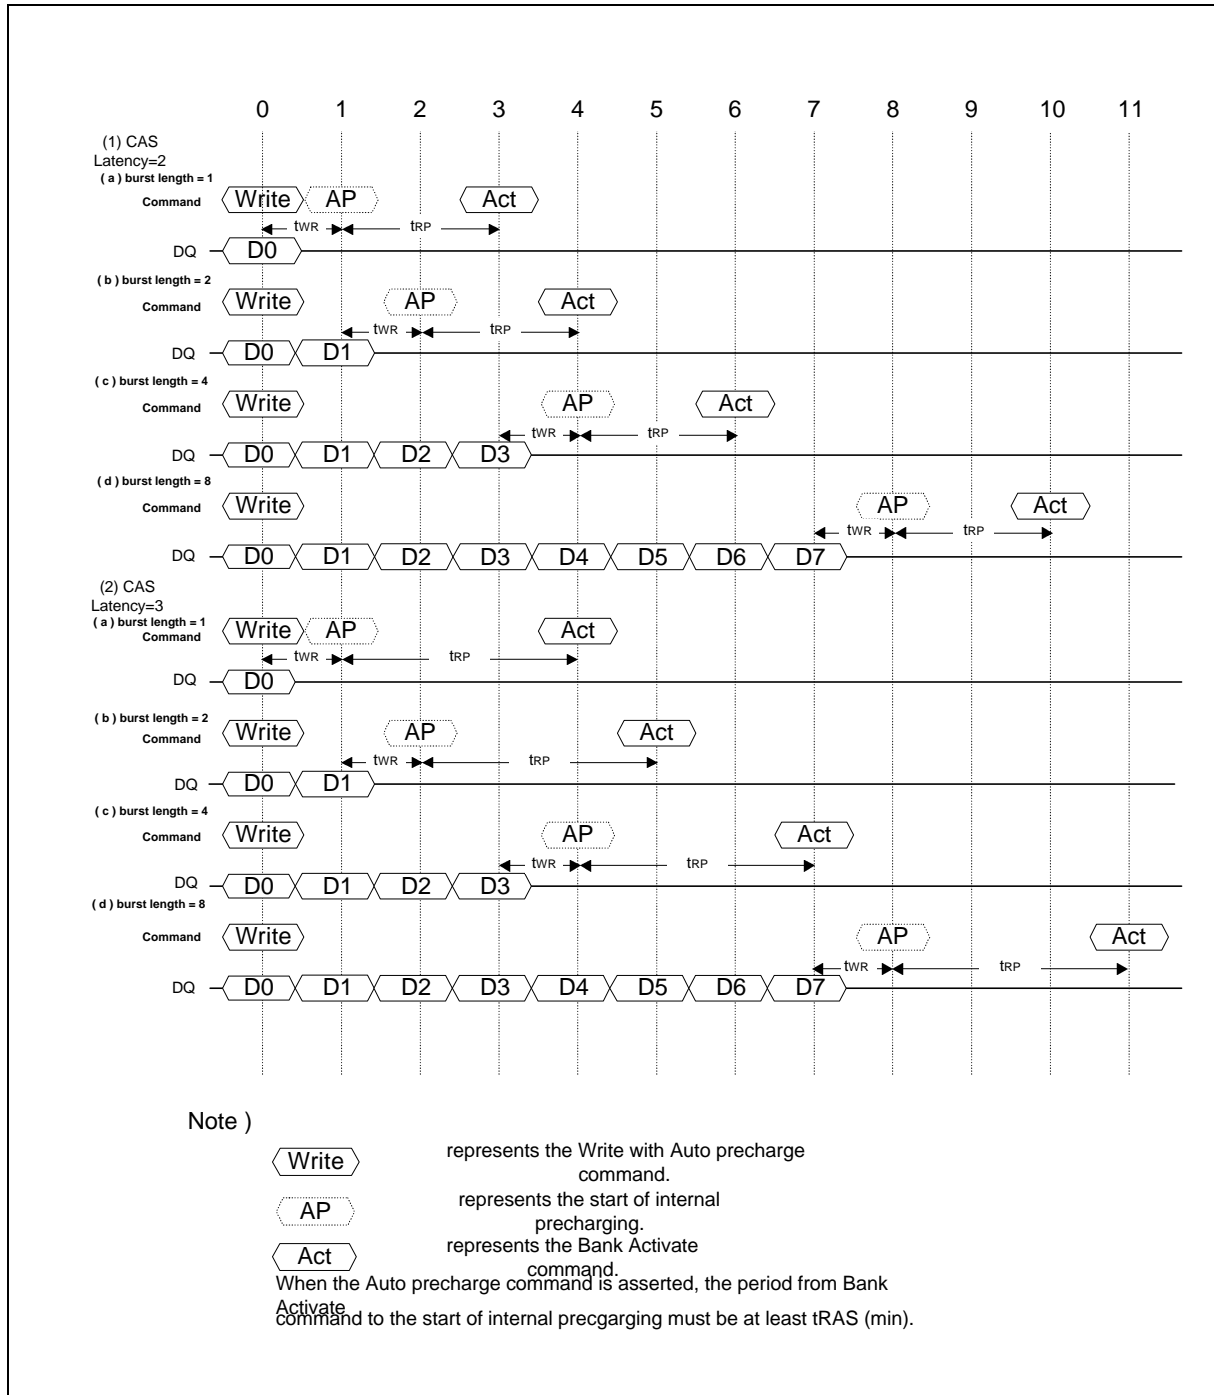 0 1 2 3 4 5 6 7 8 9 10 11
(1) CAS
Latency=2
( a ) burst length = 1
Command Write AP Act
tWR tRP
DQ D0
( b ) burst length = 2
Command Write AP Act
tWR tRP
DQ D0 D1
( c ) burst length = 4
Command Write AP Act
tWR tRP
DQ D0 D1 D2 D3
( d ) burst length = 8
Command Write AP Act
tWR tRP
DQ D0 D1 D2 D3 D4 D5 D6 D7
(2) CAS
Latency=3
( a ) burst length = 1
Command Write AP Act
tWR tRP
DQ D0
( b ) burst length = 2
Command Write AP Act
tWR tRP
DQ D0 D1
( c ) burst length = 4
Command Write AP Act
tWR tRP
DQ D0 D1 D2 D3
( d ) burst length = 8
Command Write AP Act
tWR tRP
DQ D0 D1 D2 D3 D4 D5 D6 D7
Note )
Write represents the Write with Auto precharge
command.
AP represents the start of internal
precharging.
Act represents the Bank Activate
command.
When the Auto precharge command is asserted, the period from Bank
Activate
command to the start of internal precgarging must be at least tRAS (min).